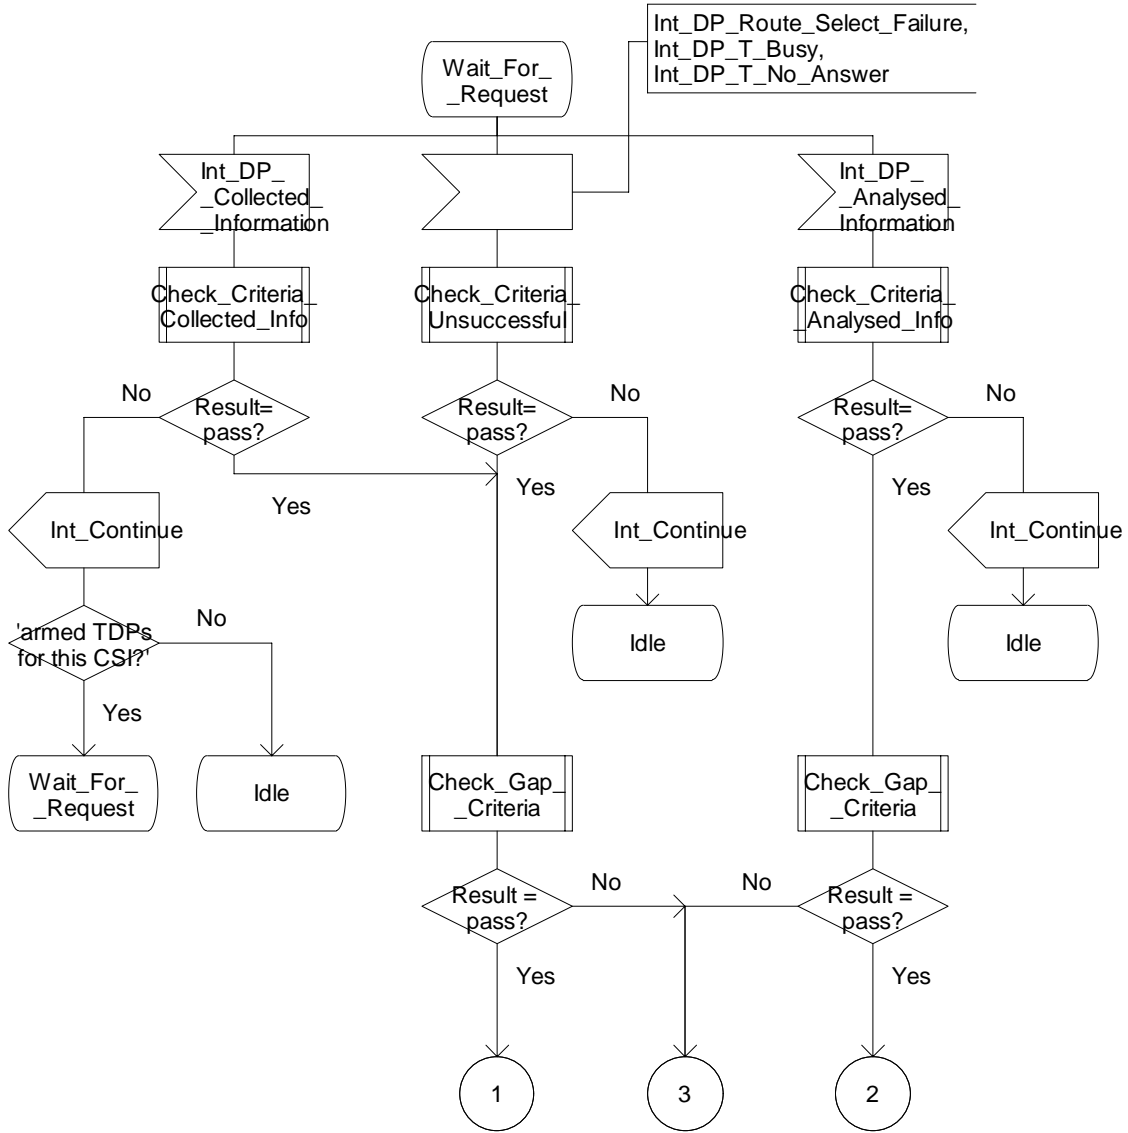 Int_DP_Route_Select_Failure,
Int_DP_T_Busy,
Int_DP_T_No_Answer
Wait_For_
_Request
Int_DP_
_Collected_
_Information
Int_DP_
_Analysed_
Information
Check_Criteria_
Collected_Info
Check_Criteria_
Unsuccessful
Check_Criteria_
_Analysed_Info
No
Result=
pass?
Result=
pass?
No
Result=
pass?
No
Yes
Yes
Yes
Int_Continue
Int_Continue
Int_Continue
'armed TDPs
for this CSI?'
No
Idle
Idle
Yes
Wait_For_
_Request
Idle
Check_Gap_
_Criteria
Check_Gap_
_Criteria
Result =
pass?
No
No
Result =
pass?
Yes
Yes
1
3
2